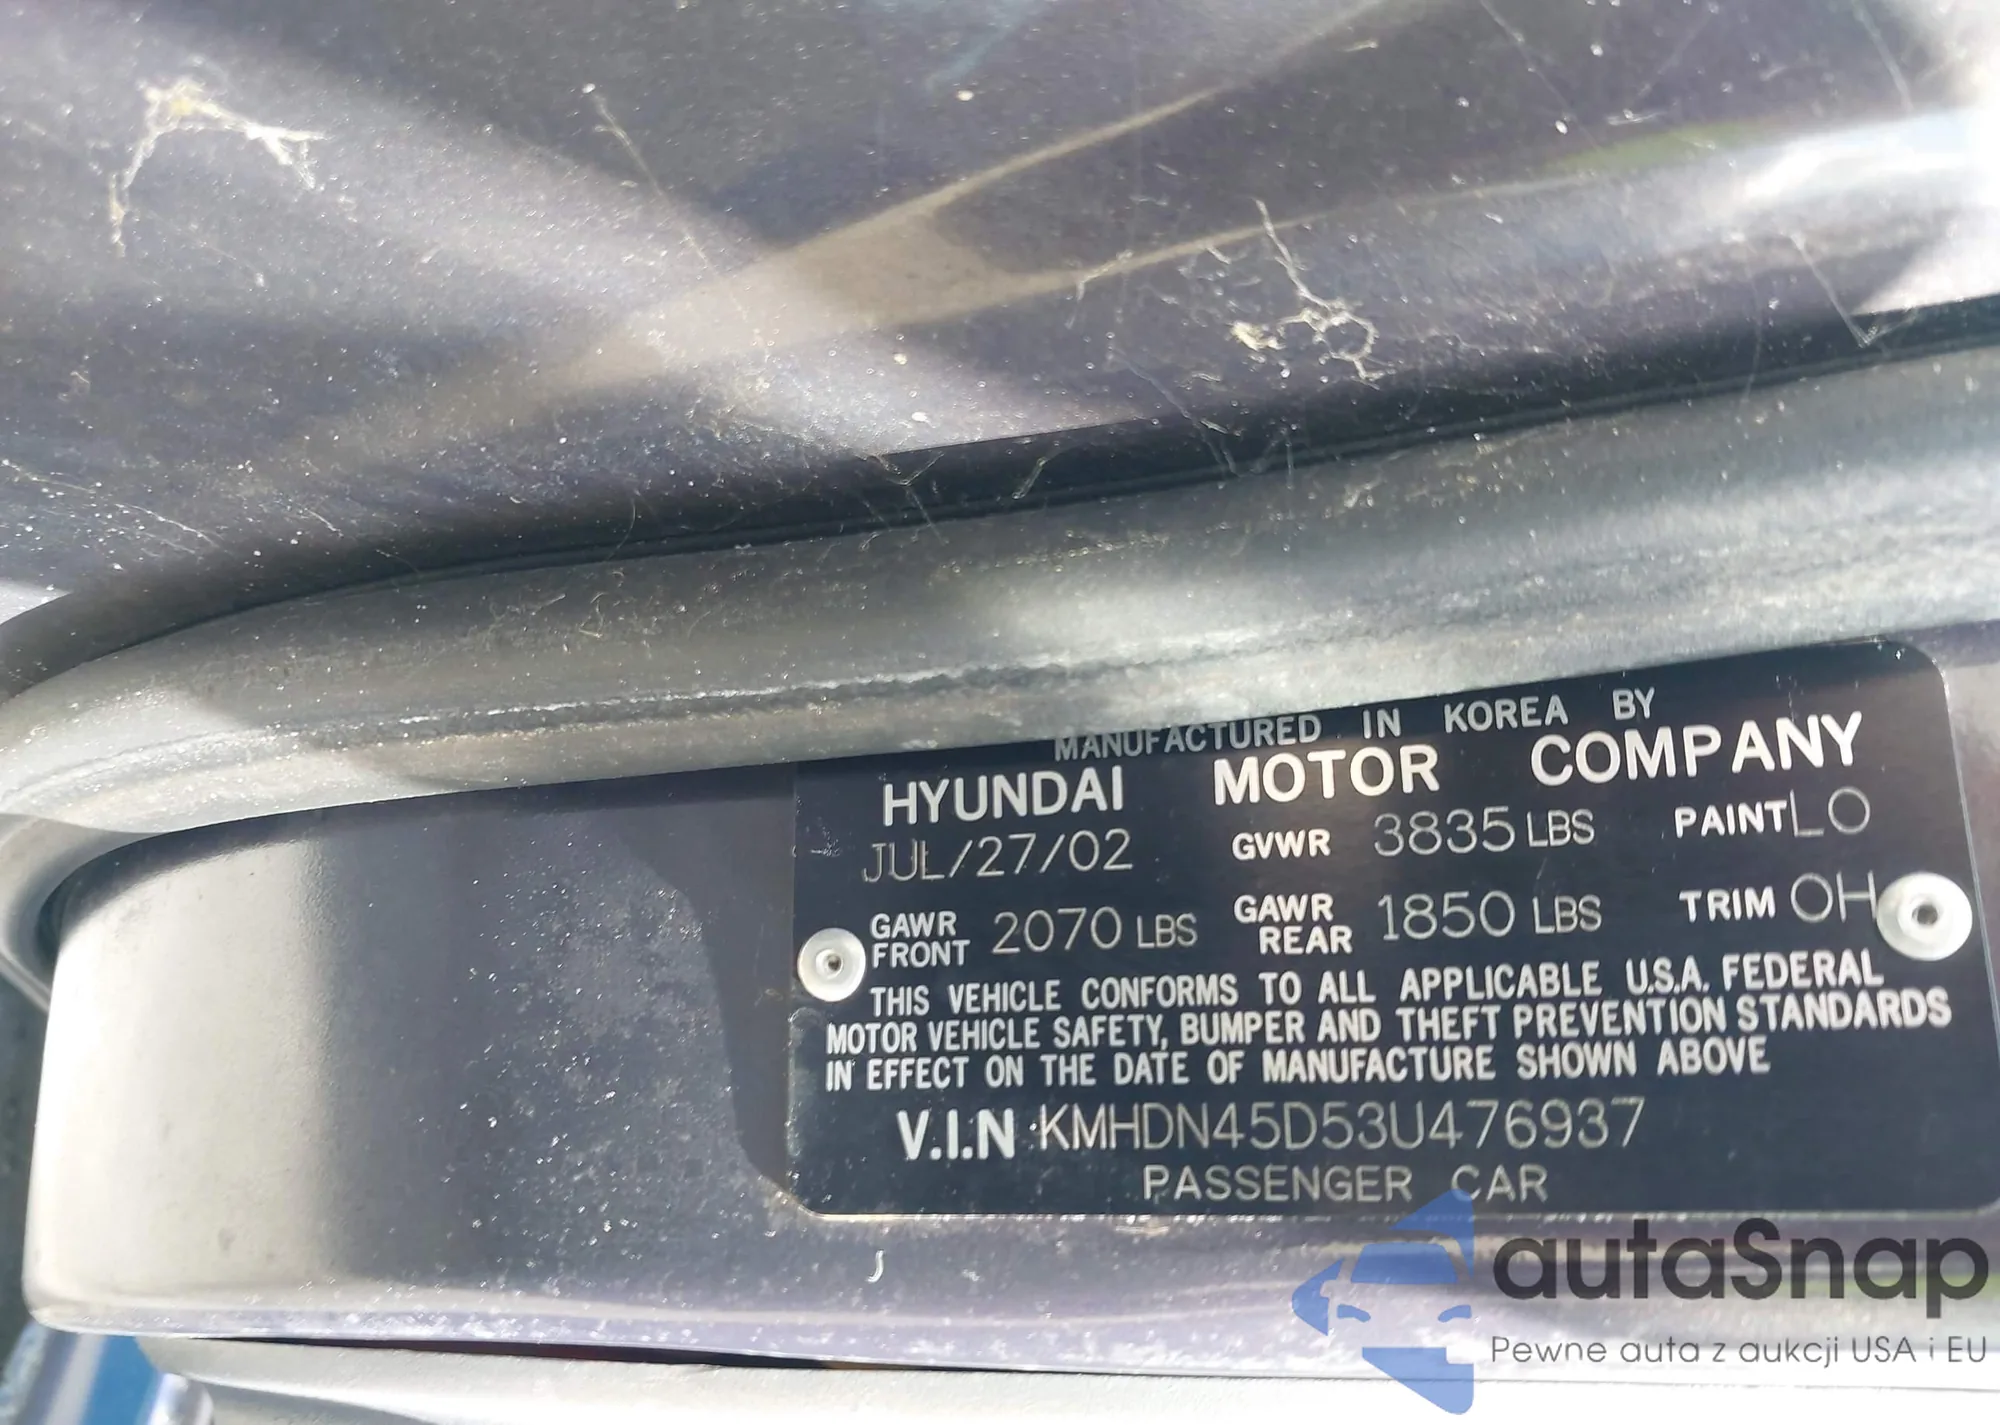 MANUFACTURED IN KOREA BY
HYUNDAI MOTOR COMPANY
JUL/27/02 GVWR 3835 LBS PAINT LO
GAWR FRONT 2070 LBS GAWR REAR 1850 LBS TRIM OH
THIS VEHICLE CONFORMS TO ALL APPLICABLE U.S.A. FEDERAL
MOTOR VEHICLE SAFETY, BUMPER AND THEFT PREVENTION STANDARDS
IN EFFECT ON THE DATE OF MANUFACTURE SHOWN ABOVE
V.I.N KMHDN45D53U476937
PASSENGER CAR
autaSnap
Pewne auta z aukcji USA i EU